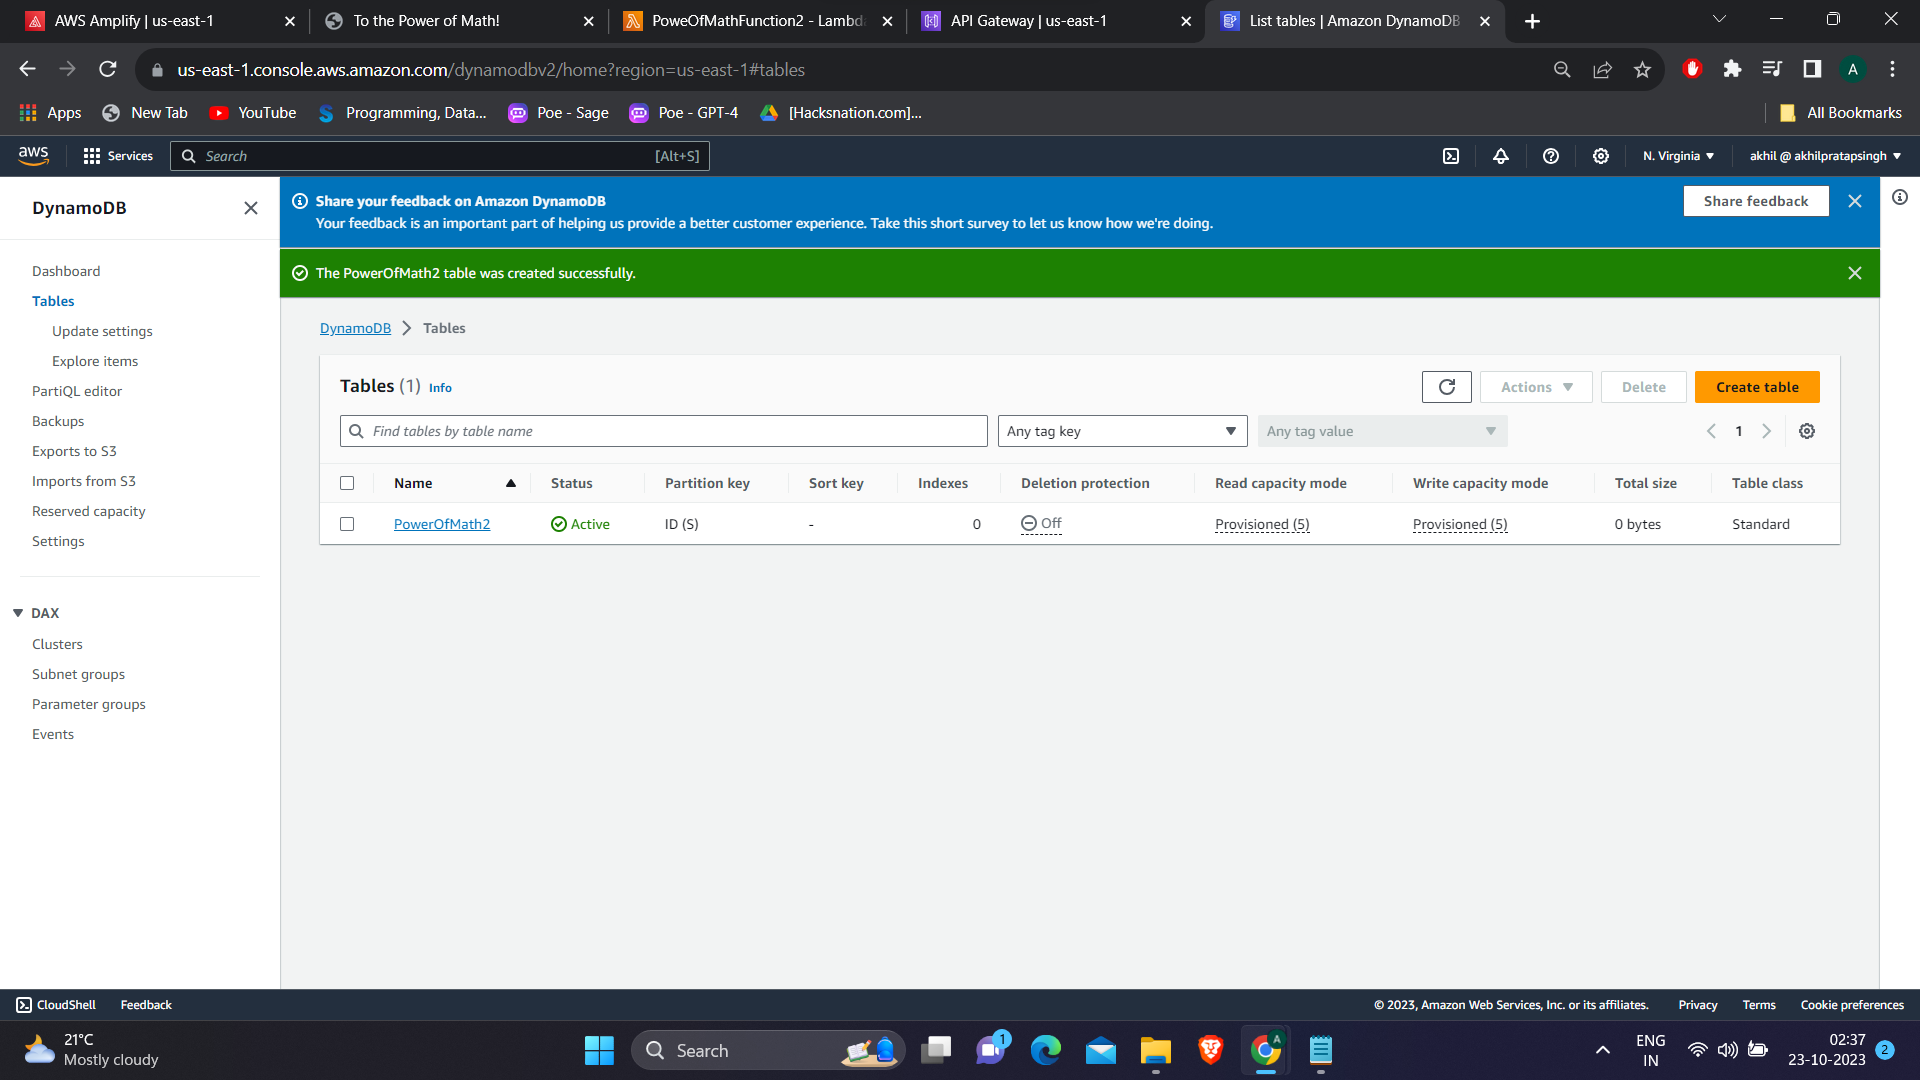 AWS Amplify | us-east-1
To the Power of Math!
PoweOfMathFunction2 - Lambd
API Gateway | us-east-1
List tables | Amazon DynamoDB
us-east-1.console.aws.amazon.com/dynamodbv2/home?region=us-east-1#tables
A
Apps
New Tab
YouTube
Programming, Data...
Poe - Sage
Poe - GPT-4
[Hacksnation.com]...
All Bookmarks
aws
Services
Search
[Alt+S]
N. Virginia
akhil @ akhilpratapsingh
DynamoDB
Dashboard
Tables
Update settings
Explore items
PartiQL editor
Backups
Exports to S3
Imports from S3
Reserved capacity
Settings
DAX
Clusters
Subnet groups
Parameter groups
Events
Share your feedback on Amazon DynamoDB
Your feedback is an important part of helping us provide a better customer experience. Take this short survey to let us know how we're doing.
Share feedback
The PowerOfMath2 table was created successfully.
DynamoDB
Tables
Tables (1) Info
Actions
Delete
Create table
Find tables by table name
Any tag key
Any tag value
1
Name Status Partition key Sort key Indexes Deletion protection Read capacity mode Write capacity mode Total size Table class
PowerOfMath2 Active ID (S) - 0 Off Provisioned (5) Provisioned (5) 0 bytes Standard
CloudShell
Feedback
© 2023, Amazon Web Services, Inc. or its affiliates.
Privacy
Terms
Cookie preferences
21°C
Mostly cloudy
Search
1
A
ENG
IN
02:37
23-10-2023
2